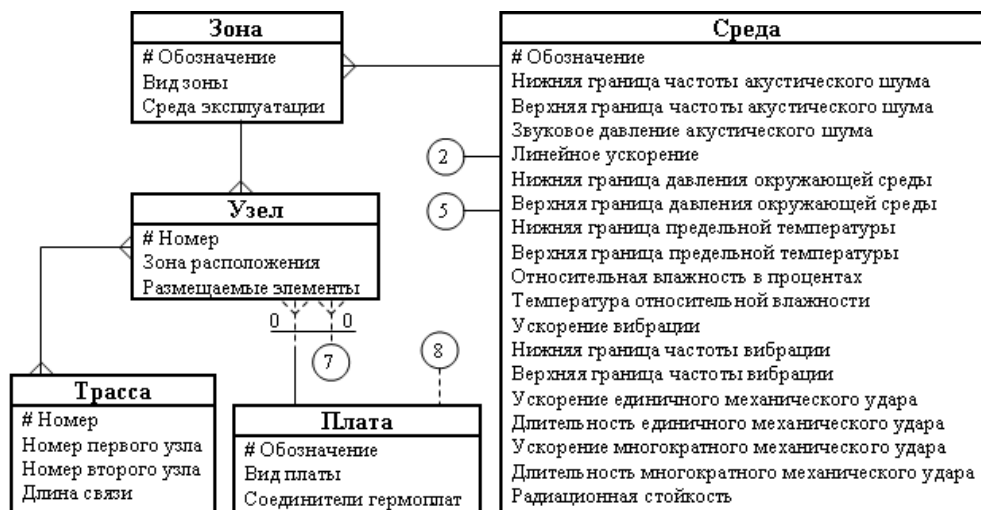 Зона
# Обозначение
Вид зоны
Среда эксплуатации
Среда
# Обозначение
Нижняя граница частоты акустического шума
Верхняя граница частоты акустического шума
Звуковое давление акустического шума
Линейное ускорение
Нижняя граница давления окружающей среды
Верхняя граница давления окружающей среды
Нижняя граница предельной температуры
Верхняя граница предельной температуры
Относительная влажность в процентах
Температура относительной влажности
Ускорение вибрации
Нижняя граница частоты вибрации
Верхняя граница частоты вибрации
Ускорение единичного механического удара
Длительность единичного механического удара
Ускорение многократного механического удара
Длительность многократного механического удара
Радиационная стойкость
2
5
Узел
# Номер
Зона расположения
Размещаемые элементы
0 0
7
8
Трасса
# Номер
Номер первого узла
Номер второго узла
Длина связи
Плата
# Обозначение
Вид платы
Соединители гермоплат